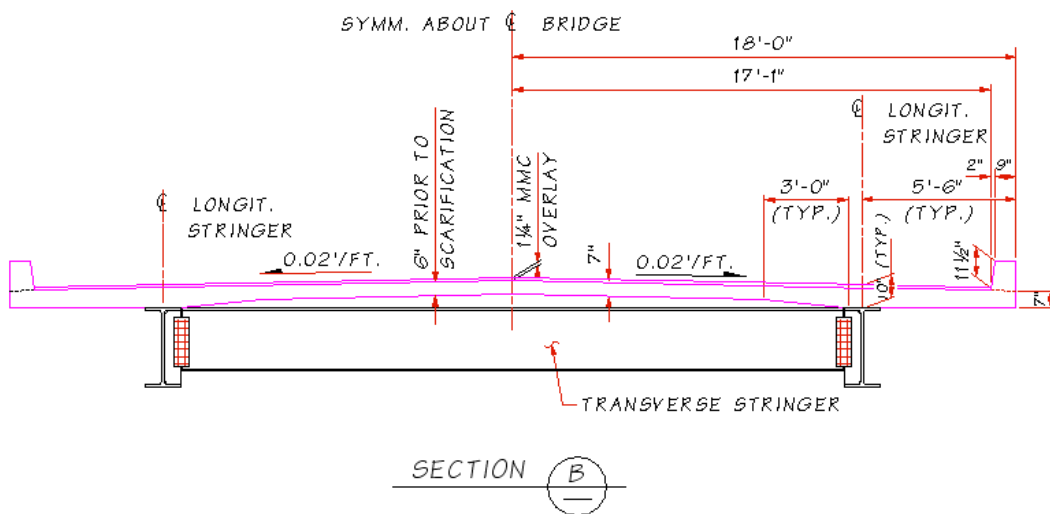 SYMM. ABOUT ℄ BRIDGE
18'-0"
17'-1"
℄ LONGIT.
STRINGER
6" PRIOR TO
SCARIFICATION
1¼" MMC
OVERLAY
2"
9"
3'-0"
(TYP.)
5'-6"
(TYP.)
℄ LONGIT.
STRINGER
0.02'/FT.
7"
0.02'/FT.
10" (TYP.)
11½"
7"
TRANSVERSE STRINGER
SECTION B